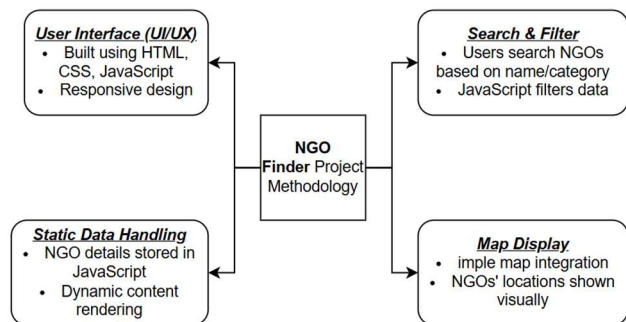 User Interface (UI/UX)
• Built using HTML,
CSS, JavaScript
• Responsive design
Search & Filter
• Users search NGOs
based on name/category
• JavaScript filters data
NGO
Finder Project
Methodology
Static Data Handling
• NGO details stored in
JavaScript
• Dynamic content
rendering
Map Display
• imple map integration
• NGOs' locations shown
visually